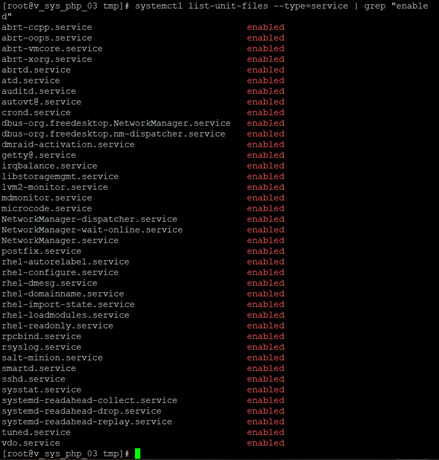 [root@v_sys_php_03 tmp]# systemctl list-unit-files --type=service | grep "enable
d"
abrt-ccpp.service enabled
abrt-oops.service enabled
abrt-vmcore.service enabled
abrt-xorg.service enabled
abrtd.service enabled
atd.service enabled
auditd.service enabled
autovt@.service enabled
crond.service enabled
dbus-org.freedesktop.NetworkManager.service enabled
dbus-org.freedesktop.nm-dispatcher.service enabled
dmraid-activation.service enabled
getty@.service enabled
irqbalance.service enabled
libstoragemgmt.service enabled
lvm2-monitor.service enabled
mdmonitor.service enabled
microcode.service enabled
NetworkManager-dispatcher.service enabled
NetworkManager-wait-online.service enabled
NetworkManager.service enabled
postfix.service enabled
rhel-autorelabel.service enabled
rhel-configure.service enabled
rhel-dmesg.service enabled
rhel-domainname.service enabled
rhel-import-state.service enabled
rhel-loadmodules.service enabled
rhel-readonly.service enabled
rpcbind.service enabled
rsyslog.service enabled
salt-minion.service enabled
smartd.service enabled
sshd.service enabled
sysstat.service enabled
systemd-readahead-collect.service enabled
systemd-readahead-drop.service enabled
systemd-readahead-replay.service enabled
tuned.service enabled
vdo.service enabled
[root@v_sys_php_03 tmp]#